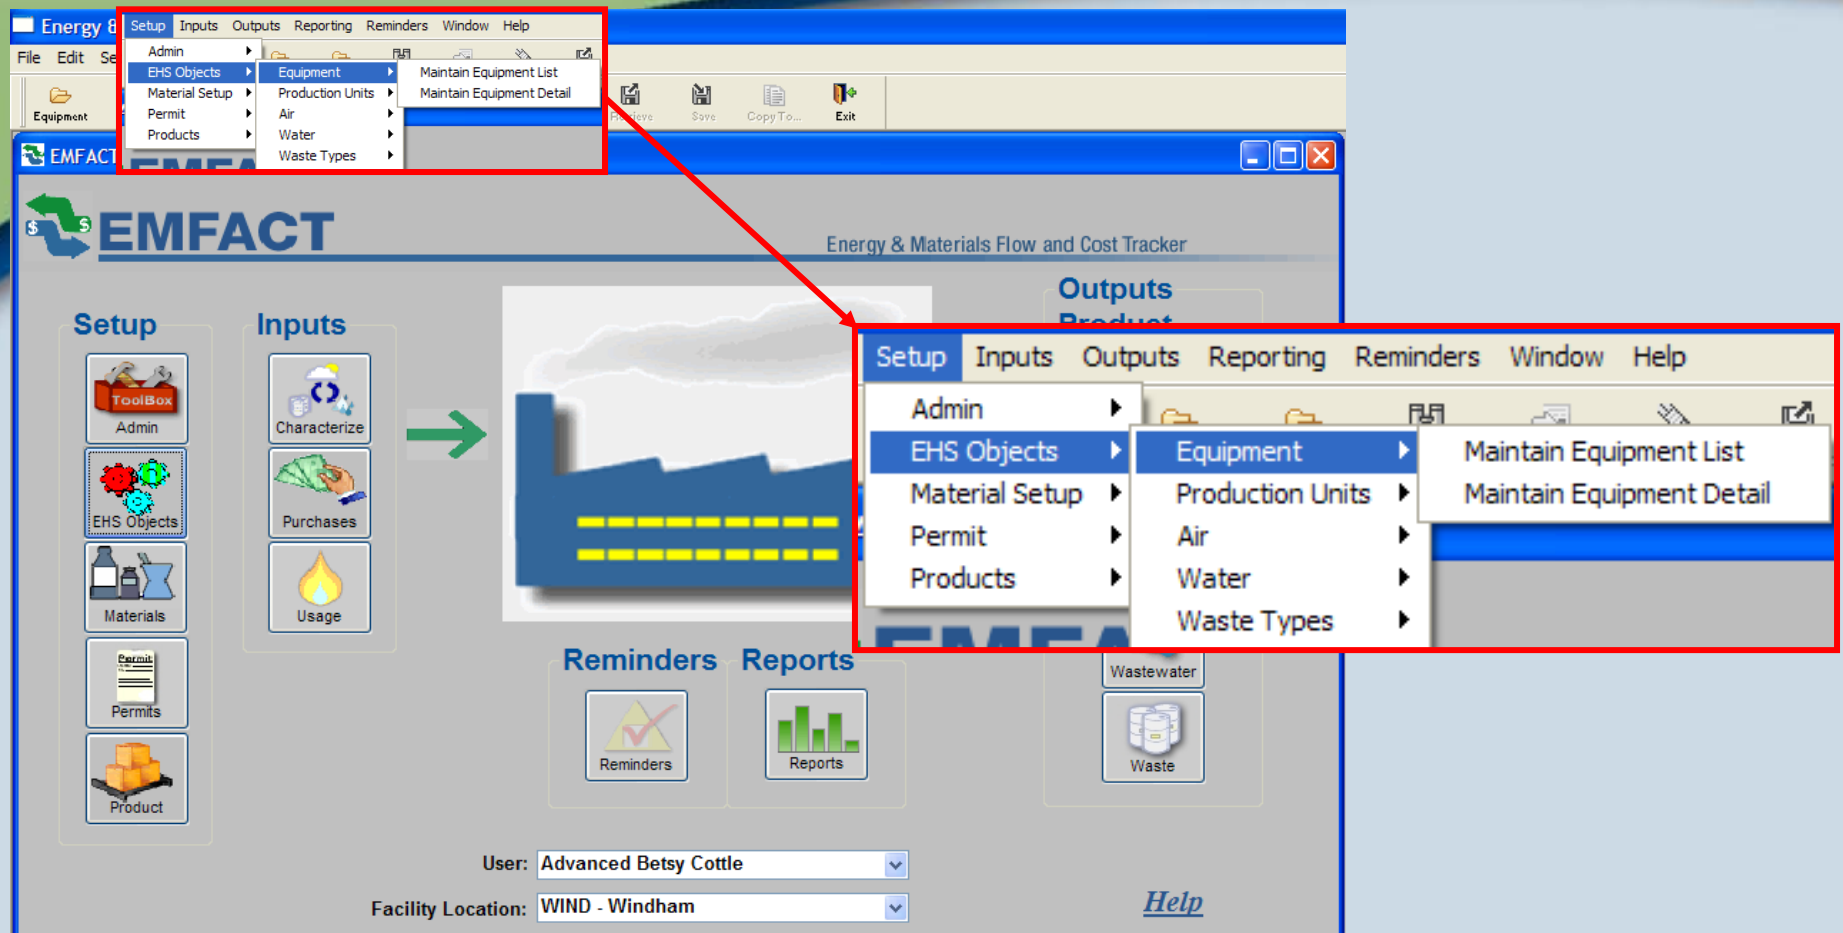 Energy &
Setup Inputs Outputs Reporting Reminders Window Help
File Edit Se
Admin
EHS Objects Equipment Maintain Equipment List
Material Setup Production Units Maintain Equipment Detail
Permit Air
Products Water
Waste Types
Equipment Retrieve Save Copy To... Exit
EMFACT
EMFACT
Energy & Materials Flow and Cost Tracker
Setup
ToolBox
Admin
EHS Objects
Materials
Permit
Permits
Product
Inputs
Characterize
Purchases
Usage
Outputs
Product
Setup Inputs Outputs Reporting Reminders Window Help
Admin
EHS Objects Equipment Maintain Equipment List
Material Setup Production Units Maintain Equipment Detail
Permit Air
Products Water
Waste Types
EMFA
Reminders
Reminders
Reports
Reports
Wastewater
Waste
User: Advanced Betsy Cottle
Facility Location: WIND - Windham
Help